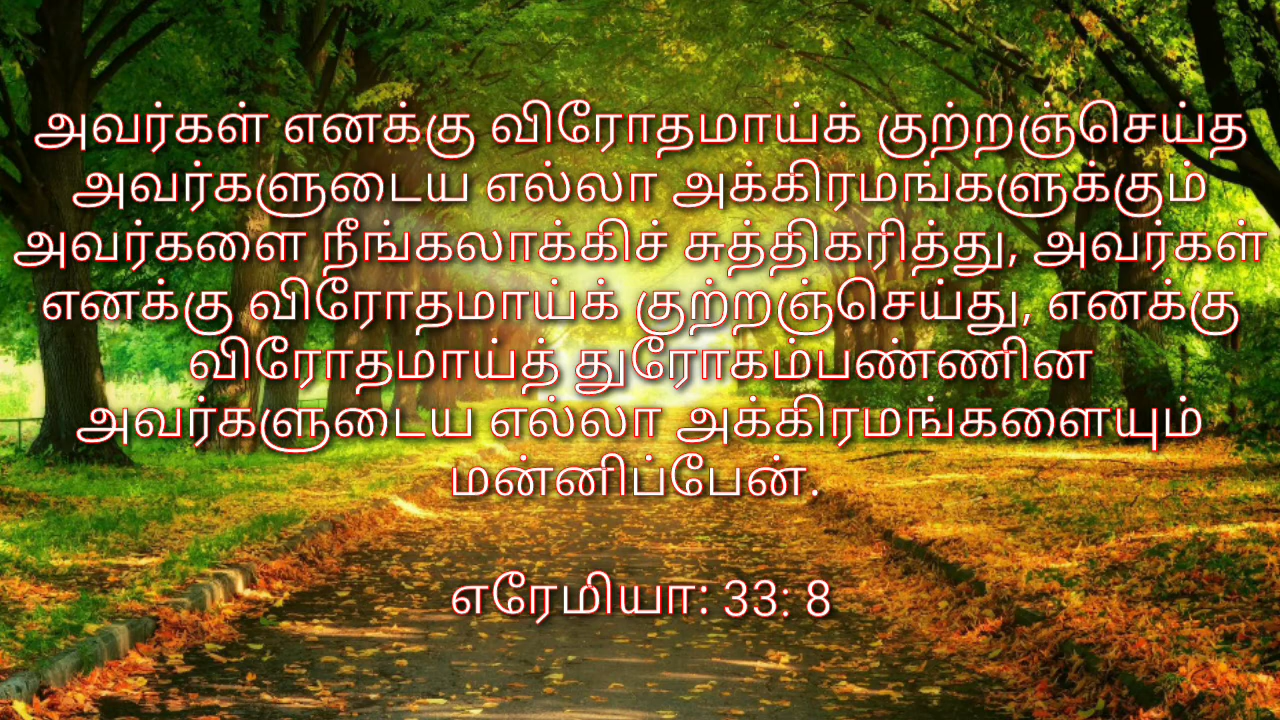 அவர்கள் எனக்கு விரோதமாய்க் குற்றஞ்செய்த
அவர்களுடைய எல்லா அக்கிரமங்களுக்கும்
அவர்களை நீங்கலாக்கிச் சுத்திகரித்து, அவர்கள்
எனக்கு விரோதமாய்க் குற்றஞ்செய்து, எனக்கு
விரோதமாய்த் துரோகம்பண்ணின
அவர்களுடைய எல்லா அக்கிரமங்களையும்
மன்னிப்பேன்.
எரேமியா: 33: 8